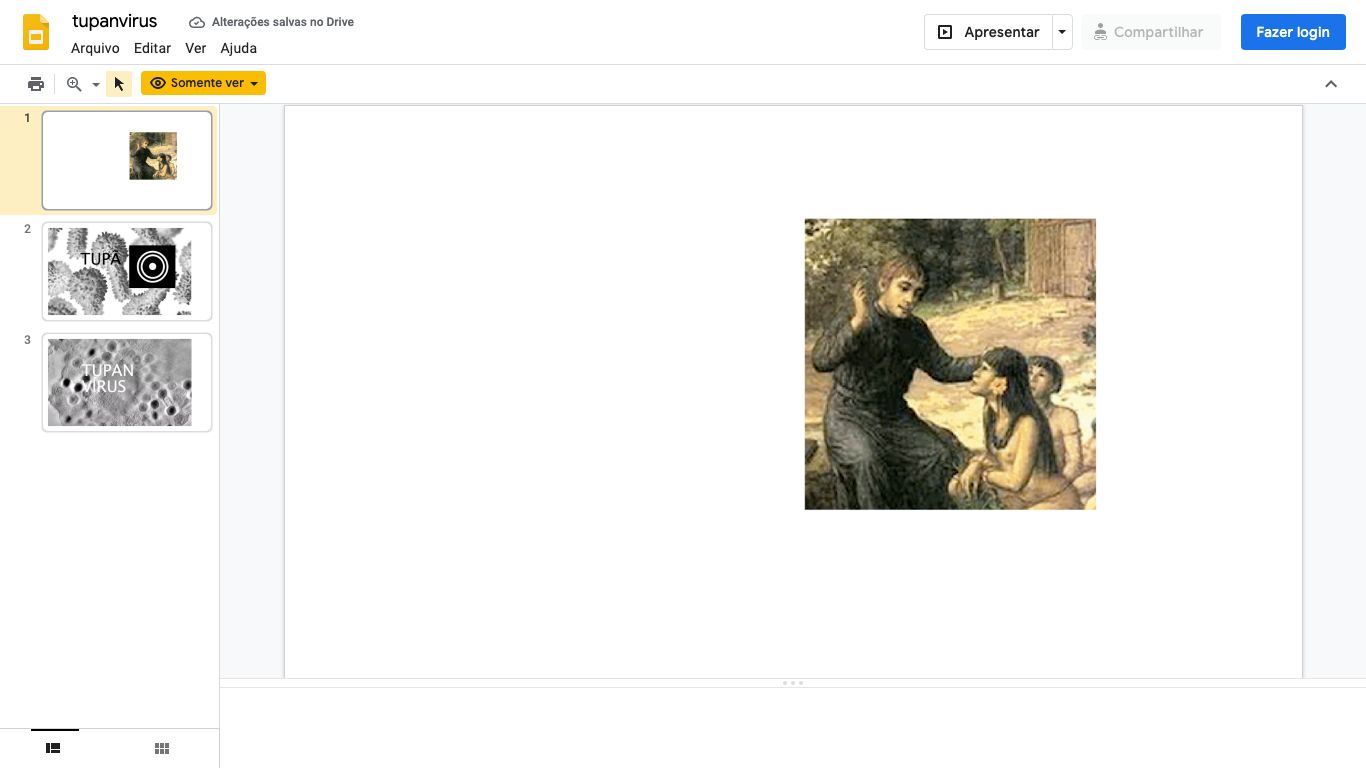 tupanvirus
Alterações salvas no Drive
Arquivo Editar Ver Ajuda
Apresentar
Compartilhar
Fazer login
Somente ver
1
2
TUPÃ
3
TUPAN
VIRUS